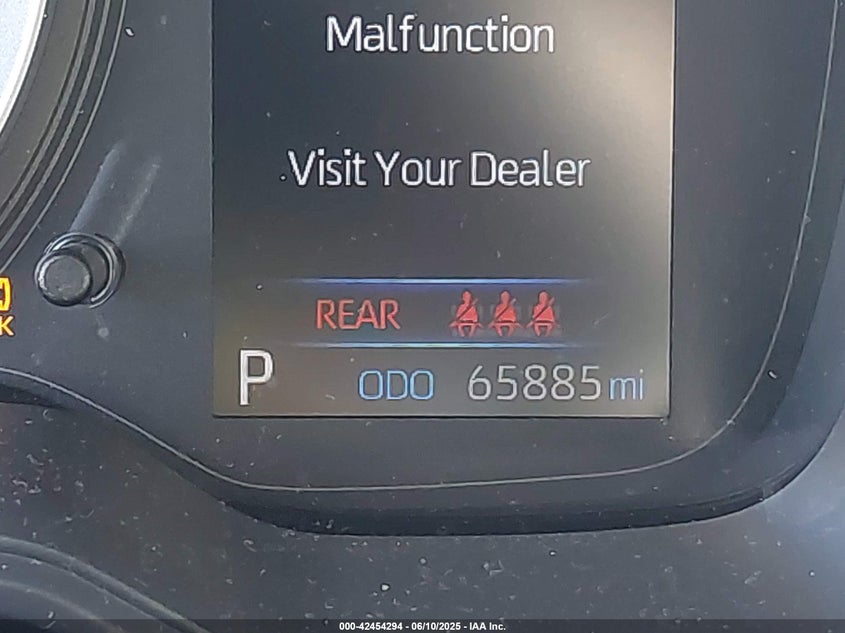 Malfunction
Visit Your Dealer
REAR
P ODO 65885 mi
K
000-42454294 - 06/10/2025 - IAA Inc.